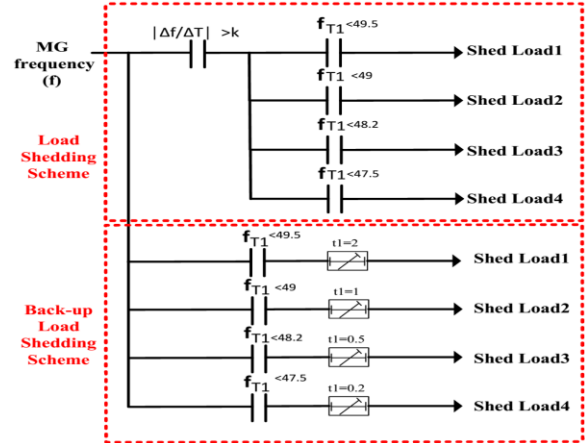 MG
frequency
(f)
|Δf/ΔT| >k
Load
Shedding
Scheme
fT1<49.5
Shed Load1
fT1<49
Shed Load2
fT1<48.2
Shed Load3
fT1<47.5
Shed Load4
Back-up
Load
Shedding
Scheme
fT1<49.5
t1=2
Shed Load1
fT1<49
t1=1
Shed Load2
fT1<48.2
t1=0.5
Shed Load3
fT1<47.5
t1=0.2
Shed Load4